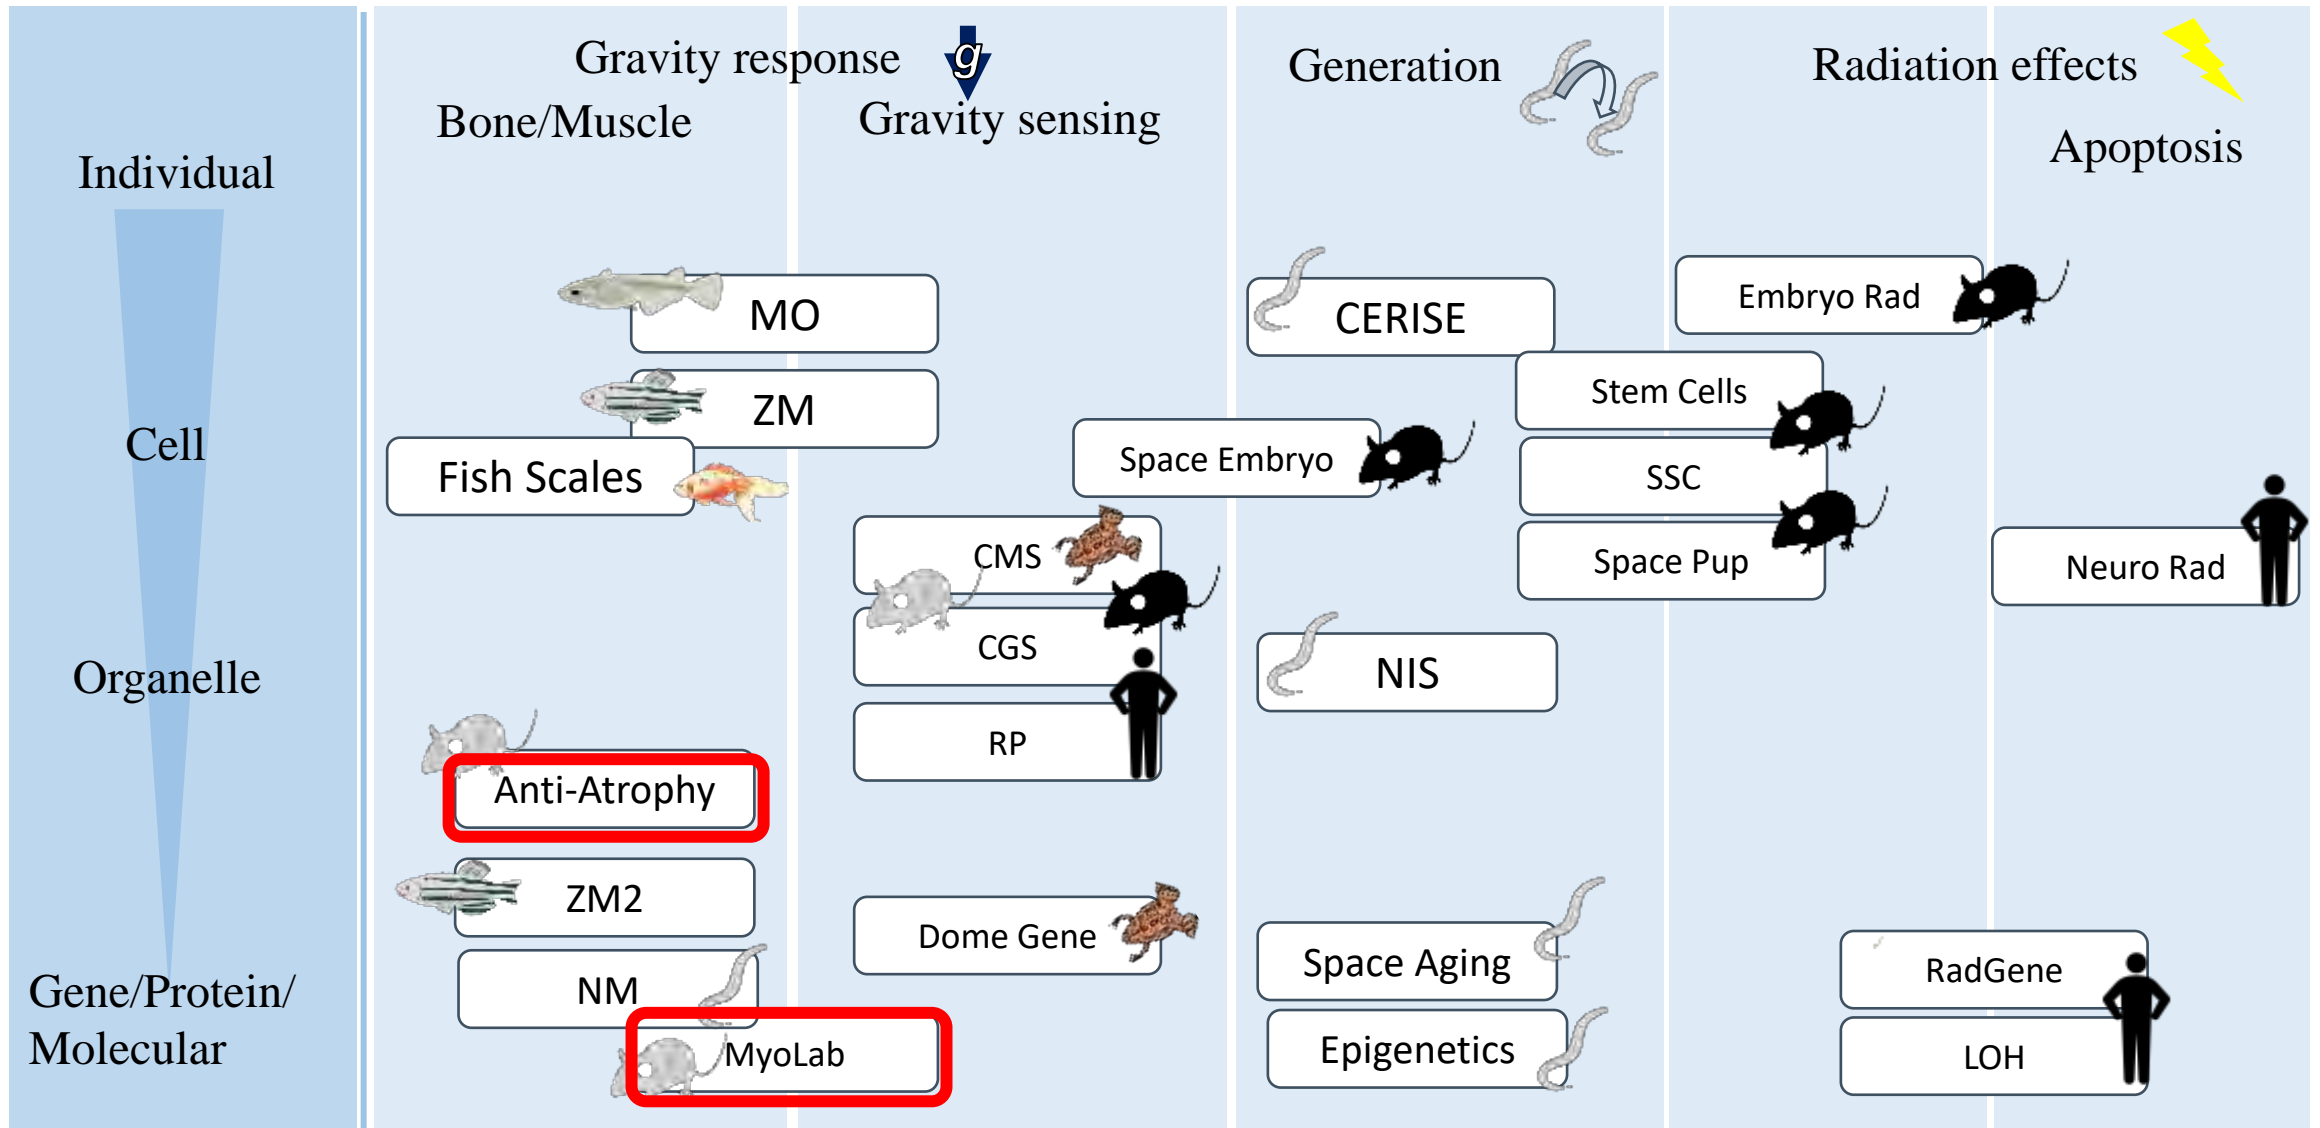 Gravity response
g
Generation
Radiation effects
Bone/Muscle
Gravity sensing
Apoptosis
Individual
Cell
Organelle
Gene/Protein/
Molecular
MO
ZM
Fish Scales
Anti-Atrophy
ZM2
NM
MyoLab
Space Embryo
CMS
CGS
RP
Dome Gene
CERISE
NIS
Space Aging
Epigenetics
Embryo Rad
Stem Cells
SSC
Space Pup
Neuro Rad
RadGene
LOH